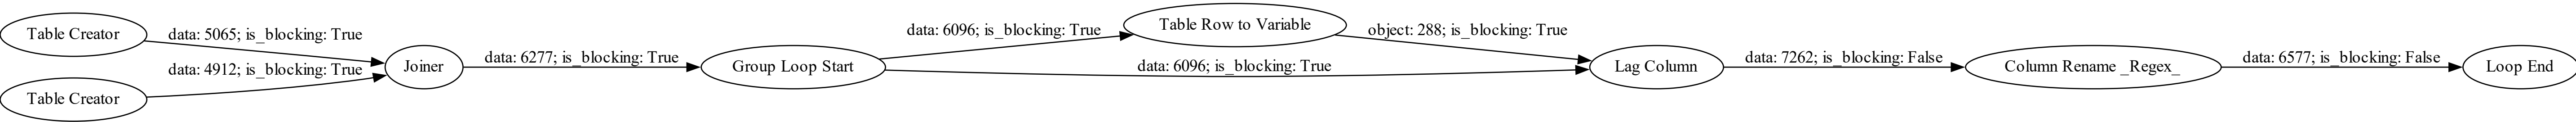 Table Creator
data: 5065; is_blocking: True
Table Creator
data: 4912; is_blocking: True
Joiner
data: 6277; is_blocking: True
Group Loop Start
data: 6096; is_blocking: True
Table Row to Variable
object: 288; is_blocking: True
data: 6096; is_blocking: True
Lag Column
data: 7262; is_blocking: False
Column Rename _Regex_
data: 6577; is_blocking: False
Loop End